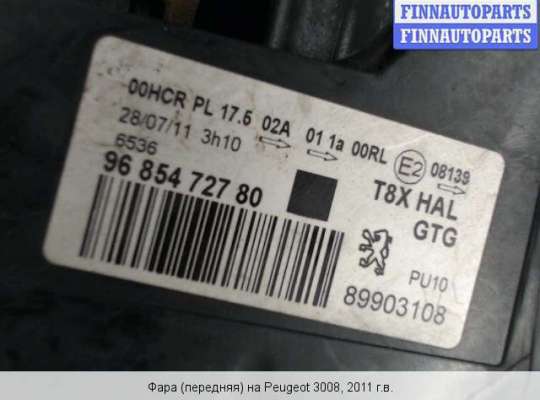 FINNAUTOPARTS
FINNAUTOPARTS
00HCR PL 17.5 02A 01 1a 00RL E2 08139
28/07/11 3h10
6536
96 854 727 80
T8X HAL
GTG
PU10
89903108
Фара (передняя) на Peugeot 3008, 2011 г.в.